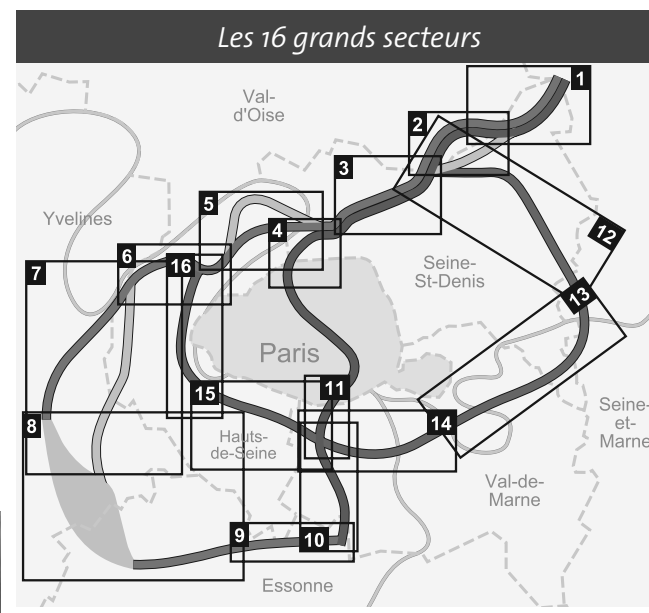 Les 16 grands secteurs
1
Val-
d'Oise
2
3
5
Yvelines
4
12
6
16
7
Seine-
St-Denis
13
Paris
11
15
8
14
Seine-
et-
Marne
Hauts-
de-Seine
Val-de-
Marne
9
10
Essonne